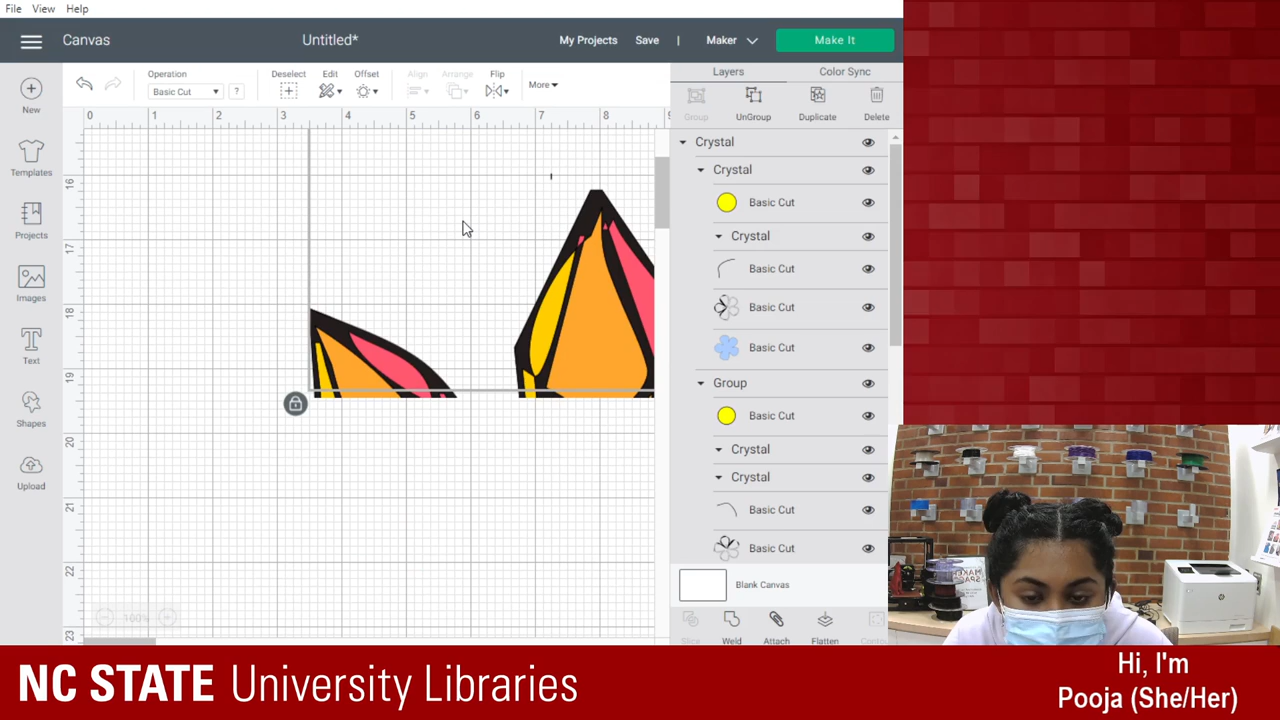 File View Help
Canvas Untitled* My Projects Save | Maker Make It
Operation Deselect Edit Offset Align Arrange Flip
Basic Cut ? More
Layers Color Sync
Group UnGroup Duplicate Delete
0 1 2 3 4 5 6 7 8
16
17
18
19
20
21
22
23
New
Templates
Projects
Images
Text
Shapes
Upload
100%
Crystal
Crystal
Basic Cut
Crystal
Basic Cut
Basic Cut
Basic Cut
Group
Basic Cut
Crystal
Crystal
Basic Cut
Basic Cut
Blank Canvas
Slice Weld Attach Flatten
NC STATE University Libraries
Hi, I'm
Pooja (She/Her)